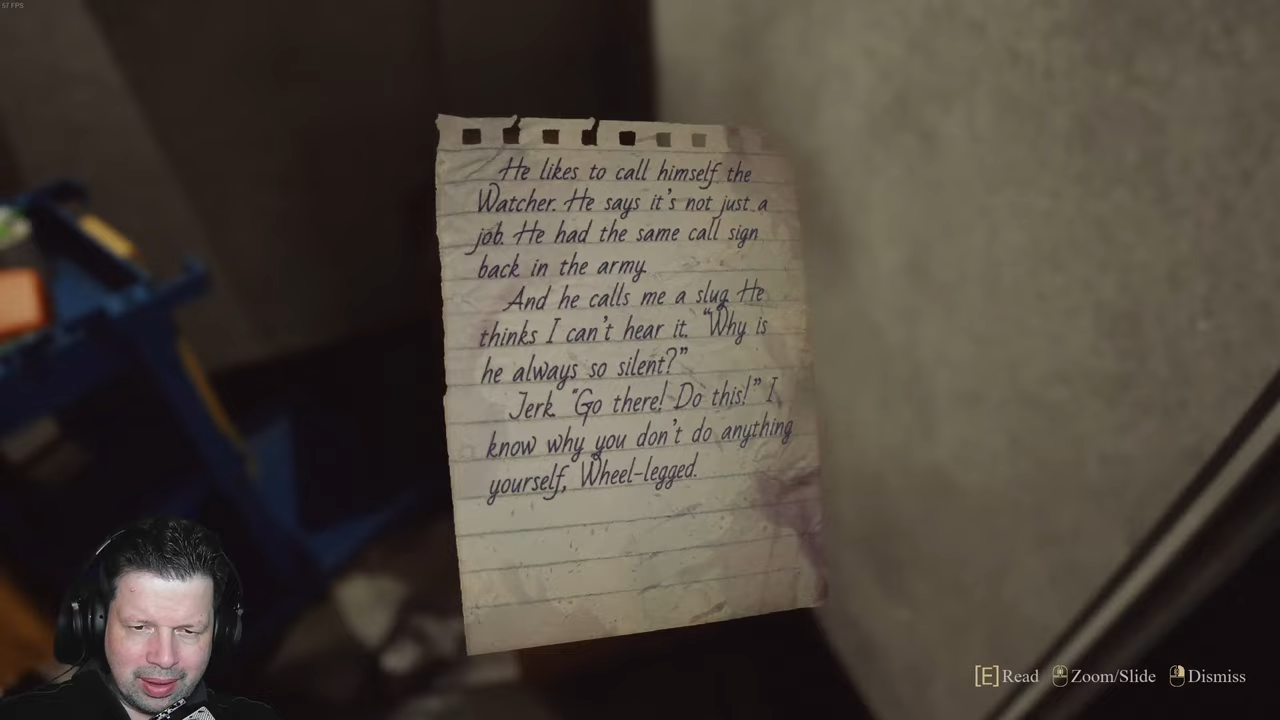 57 FPS
He likes to call himself the
Watcher. He says it's not just a
job. He had the same call sign
back in the army.
And he calls me a slug. He
thinks I can't hear it. "Why is
he always so silent?"
Jerk. "Go there! Do this!" I
know why you don't do anything
yourself, Wheel-legged.
[E]Read Zoom/Slide Dismiss